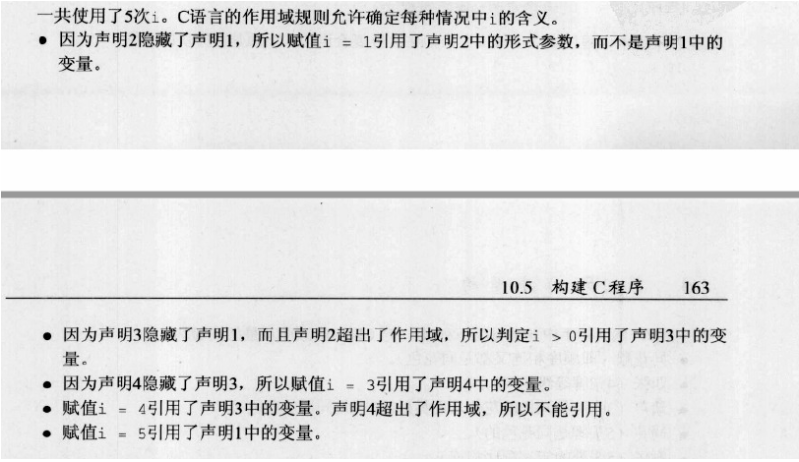 一共使用了5次i。C语言的作用域规则允许确定每种情况中i的含义。
● 因为声明2隐藏了声明1，所以赋值i = 1引用了声明2中的形式参数，而不是声明1中的
变量。
10.5 构建C程序 163
● 因为声明3隐藏了声明1，而且声明2超出了作用域，所以判定i > 0引用了声明3中的变
量。
● 因为声明4隐藏了声明3，所以赋值i = 3引用了声明4中的变量。
● 赋值i = 4引用了声明3中的变量。声明4超出了作用域，所以不能引用。
● 赋值i = 5引用了声明1中的变量。